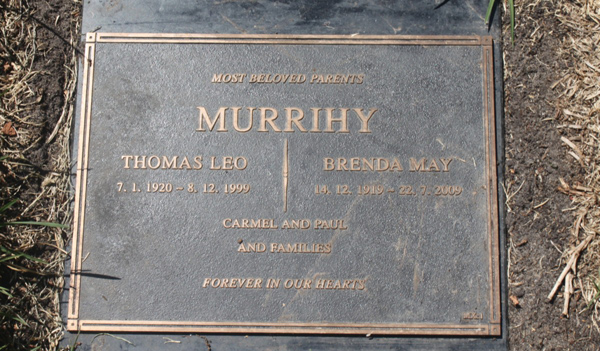 MOST BELOVED PARENTS
MURRIHY
THOMAS LEO
7. 1. 1920 – 8. 12. 1999
BRENDA MAY
14. 12. 1919 – 22. 7. 2009
CARMEL AND PAUL
AND FAMILIES
FOREVER IN OUR HEARTS